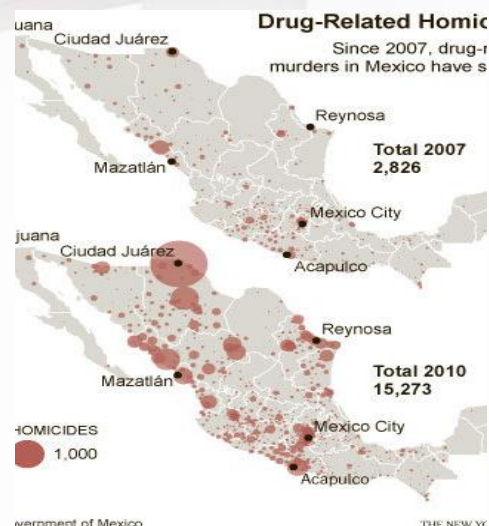 Drug-Related Homic
Since 2007, drug-r
murders in Mexico have s
uana
Ciudad Juárez
Reynosa
Total 2007
2,826
Mazatlán
Mexico City
Acapulco
juana
Ciudad Juárez
Reynosa
Total 2010
15,273
Mazatlán
Mexico City
Acapulco
HOMICIDES
1,000
vernment of Mexico
THE NEW YO